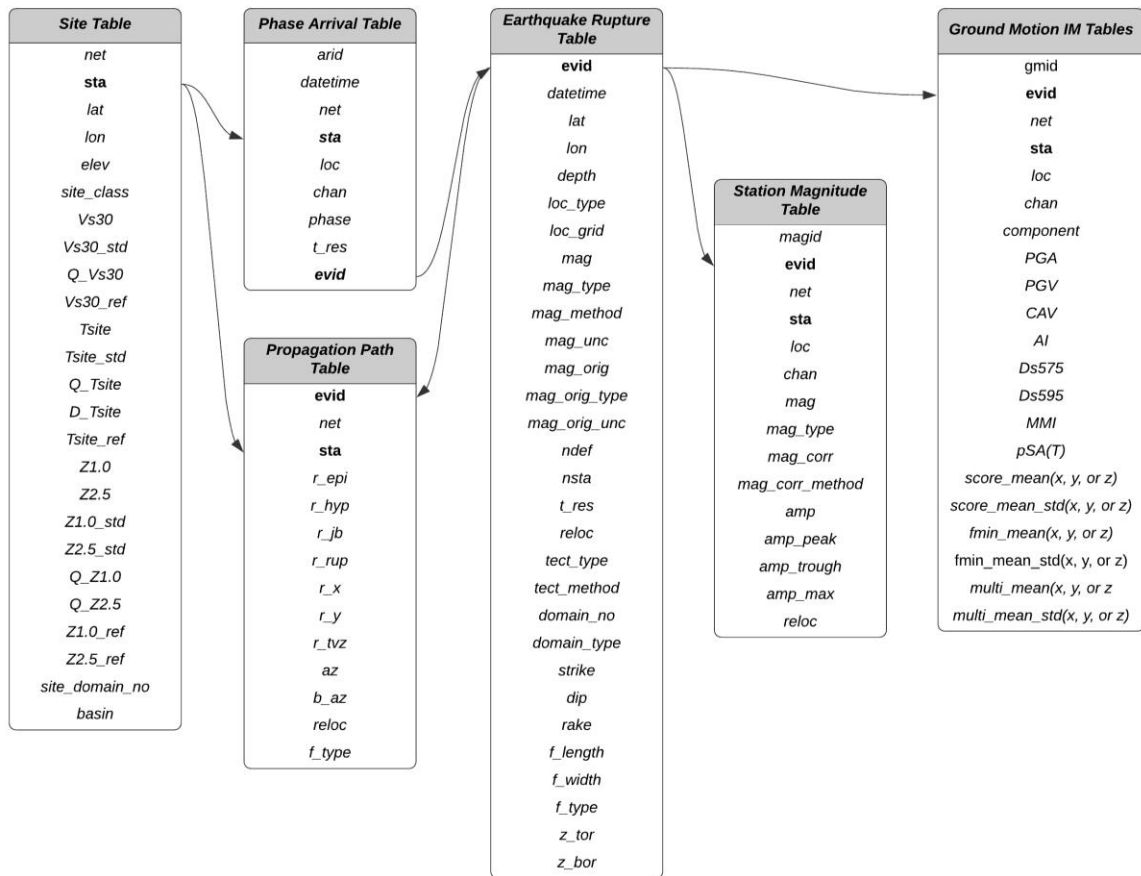 Site Table
net
sta
lat
lon
elev
site_class
Vs30
Vs30_std
Q_Vs30
Vs30_ref
Tsite
Tsite_std
Q_Tsite
D_Tsite
Tsite_ref
Z1.0
Z2.5
Z1.0_std
Z2.5_std
Q_Z1.0
Q_Z2.5
Z1.0_ref
Z2.5_ref
site_domain_no
basin
Phase Arrival Table
arid
datetime
net
sta
loc
chan
phase
t_res
evid
Propagation Path
Table
evid
net
sta
r_epi
r_hyp
r_jb
r_rup
r_x
r_y
r_tvz
az
b_az
reloc
f_type
Earthquake Rupture
Table
evid
datetime
lat
lon
depth
loc_type
loc_grid
mag
mag_type
mag_method
mag_unc
mag_orig
mag_orig_type
mag_orig_unc
ndef
nsta
t_res
reloc
tect_type
tect_method
domain_no
domain_type
strike
dip
rake
f_length
f_width
f_type
z_tor
z_bor
Station Magnitude
Table
magid
evid
net
sta
loc
chan
mag
mag_type
mag_corr
mag_corr_method
amp
amp_peak
amp_trough
amp_max
reloc
Ground Motion IM Tables
gmid
evid
net
sta
loc
chan
component
PGA
PGV
CAV
AI
Ds575
Ds595
MMI
pSA(T)
score_mean(x, y, or z)
score_mean_std(x, y, or z)
fmin_mean(x, y, or z)
fmin_mean_std(x, y, or z)
multi_mean(x, y, or z
multi_mean_std(x, y, or z)